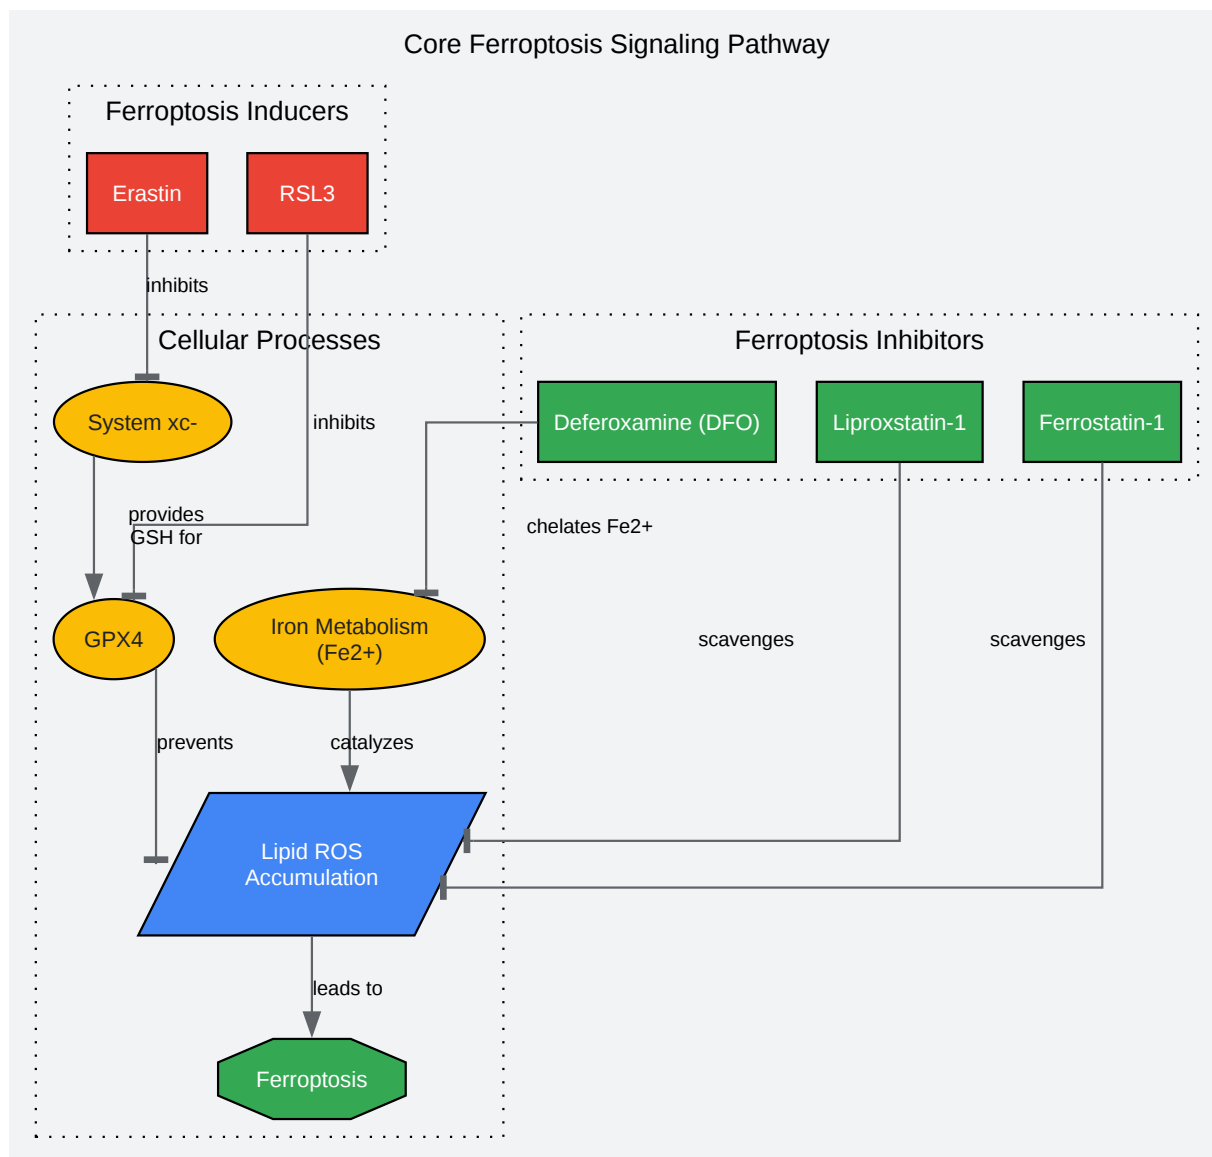 Core Ferroptosis Signaling Pathway
Ferroptosis Inducers
Erastin
RSL3
inhibits
Cellular Processes
Ferroptosis Inhibitors
System xc-
inhibits
Deferoxamine (DFO)
Liproxstatin-1
Ferrostatin-1
provides
GSH for
chelates Fe2+
GPX4
Iron Metabolism
(Fe2+)
scavenges
scavenges
prevents
catalyzes
Lipid ROS
Accumulation
leads to
Ferroptosis